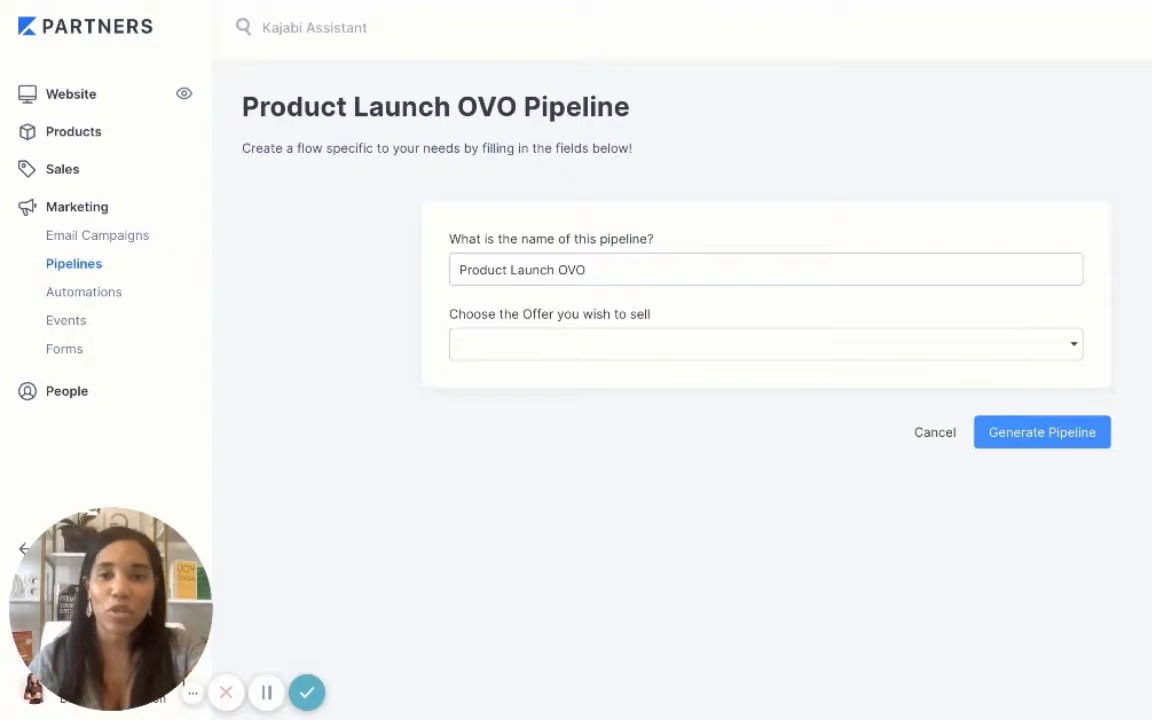 PARTNERS
Kajabi Assistant
Website
Products
Sales
Marketing
Email Campaigns
Pipelines
Automations
Events
Forms
People
Product Launch OVO Pipeline
Create a flow specific to your needs by filling in the fields below!
What is the name of this pipeline?
Product Launch OVO
Choose the Offer you wish to sell
Cancel
Generate Pipeline